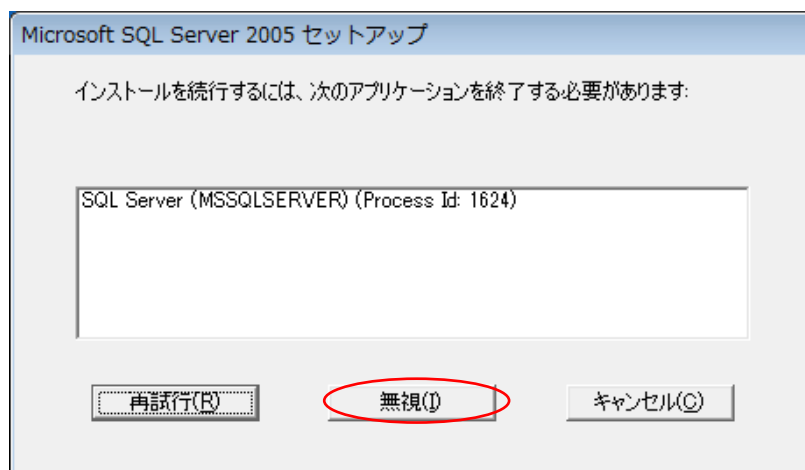 Microsoft SQL Server 2005 セットアップ
インストールを続行するには、次のアプリケーションを終了する必要があります:
SQL Server (MSSQLSERVER) (Process Id: 1624)
再試行(R) 無視(I) キャンセル(C)